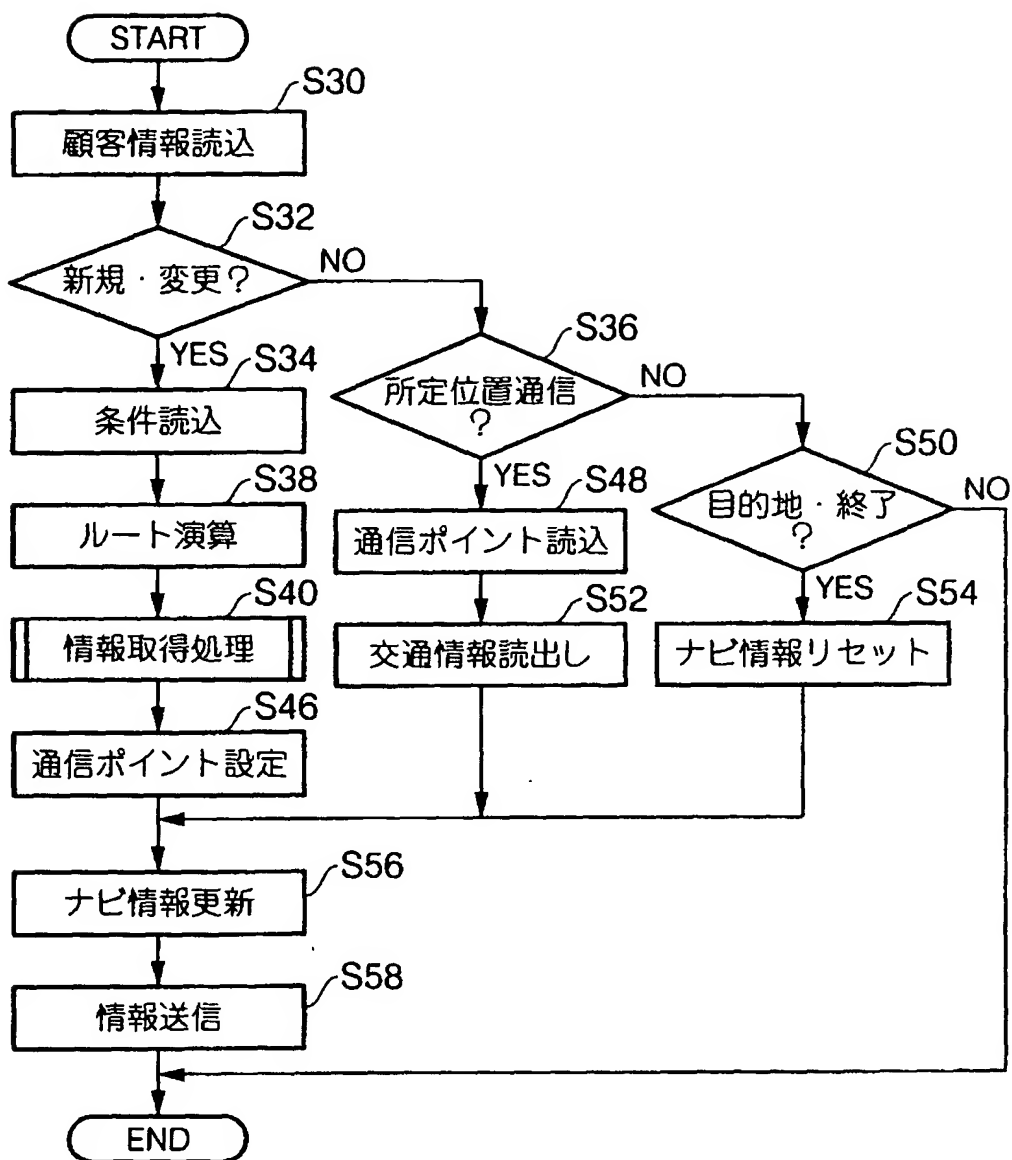 START
S30
顧客情報読込
S32
新規・変更?
NO
YES
S34
条件読込
S36
所定位置通信
?
NO
YES
S38
ルート演算
S48
通信ポイント読込
S50
目的地・終了
?
NO
YES
S40
情報取得処理
S52
交通情報読出し
S54
ナビ情報リセット
S46
通信ポイント設定
S56
ナビ情報更新
S58
情報送信
END